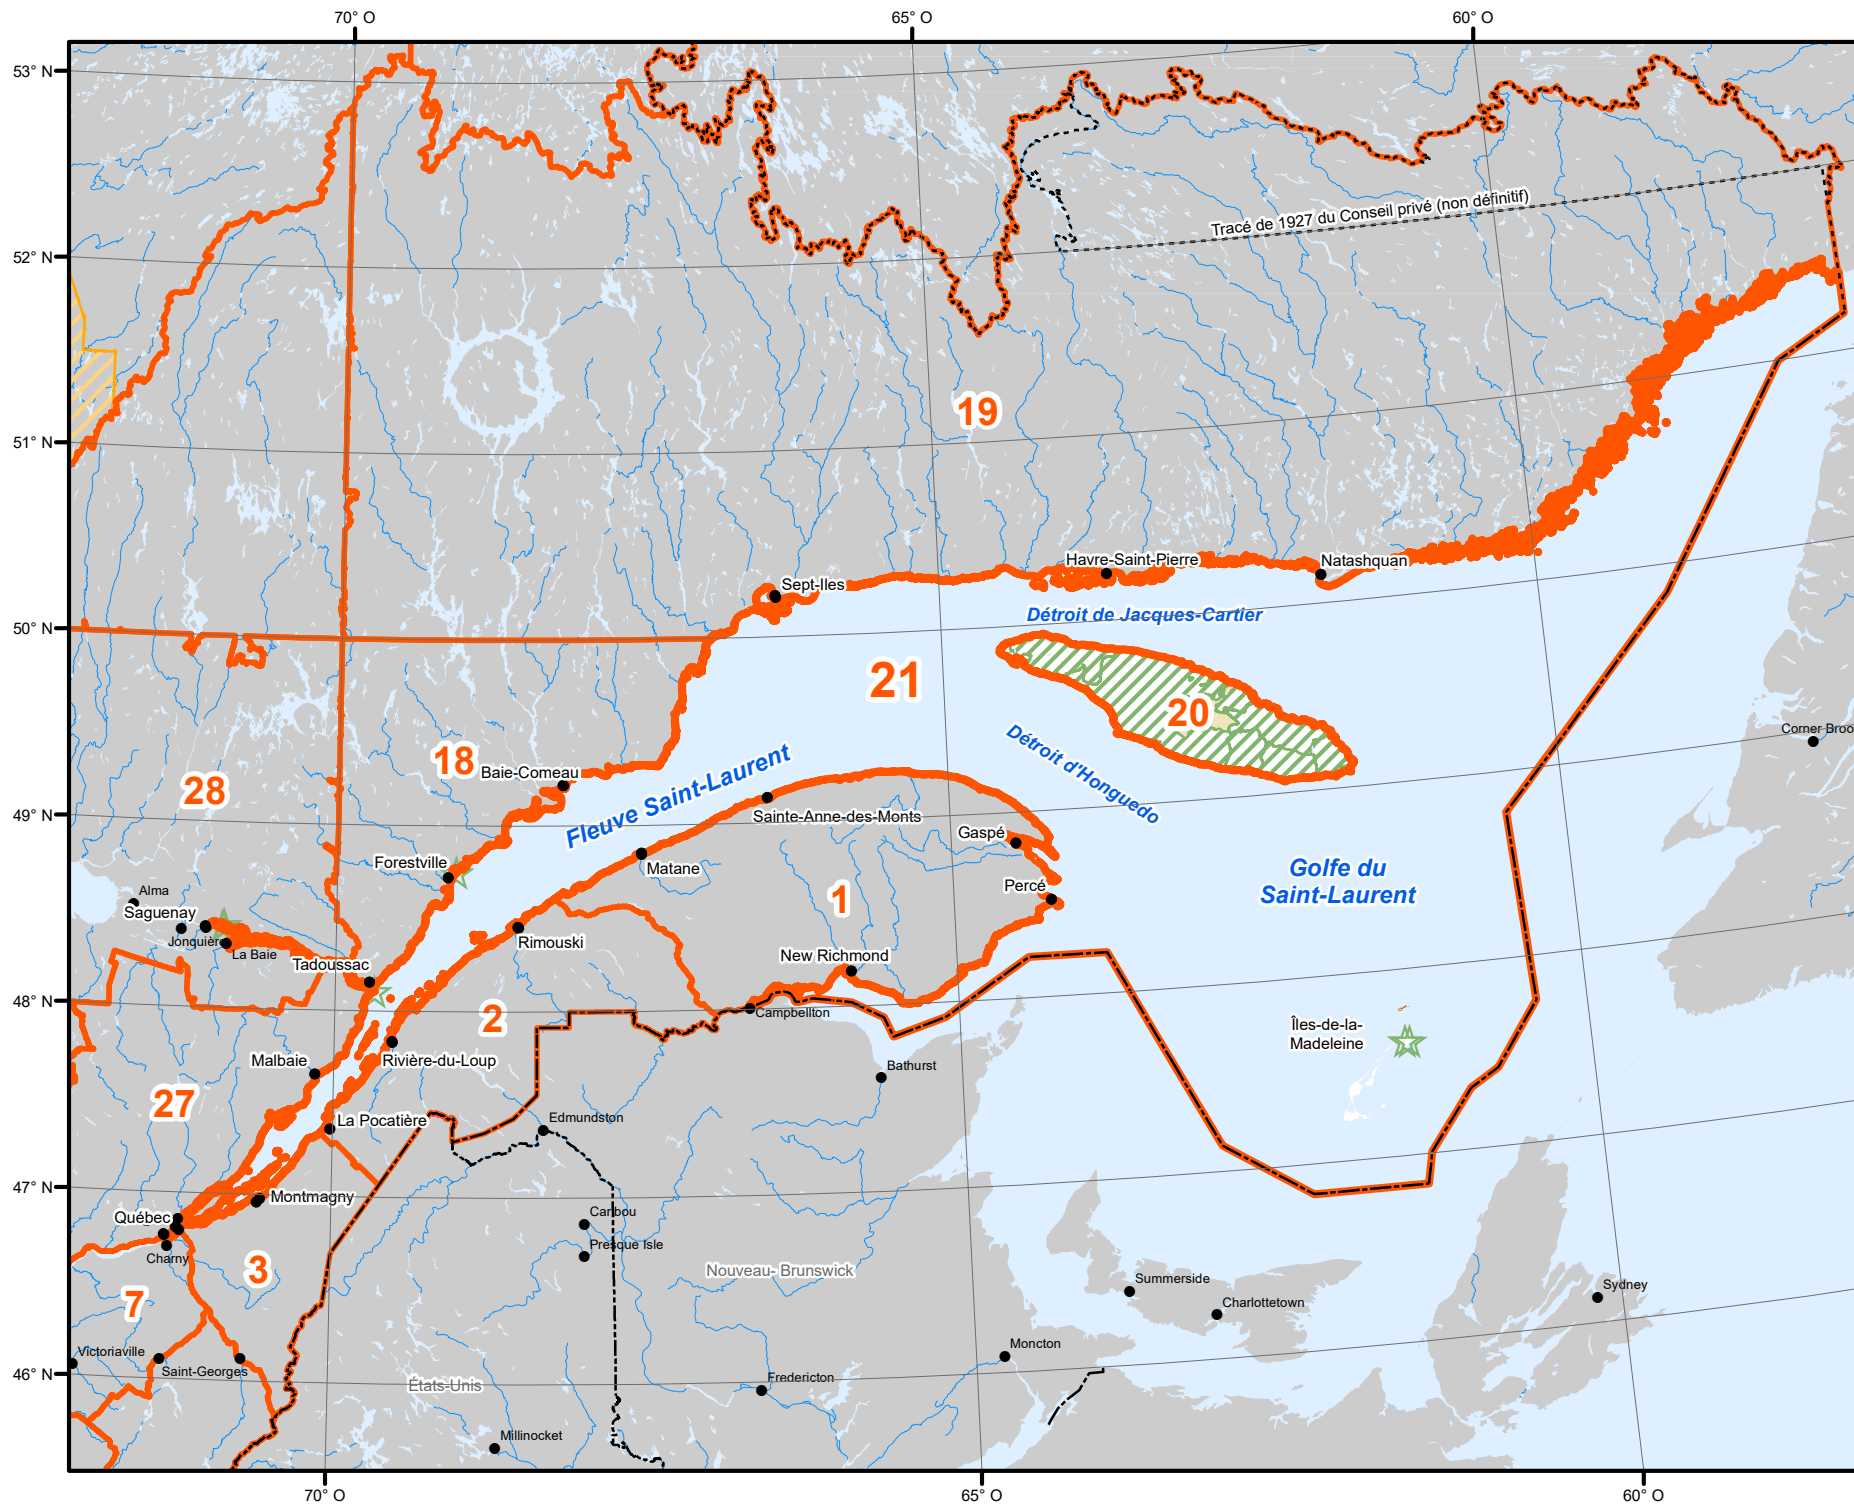 70° O
65° O
60° O
53° N
52° N
51° N
50° N
49° N
48° N
47° N
46° N
Tracé de 1927 du Conseil privé (non définitif)
19
Havre-Saint-Pierre
Natashquan
Sept-Iles
Détroit de Jacques-Cartier
21
20
Détroit d'Honguedo
Corner Broo
18
Baie-Comeau
28
Fleuve Saint-Laurent
Sainte-Anne-des-Monts
Gaspé
Forestville
Matane
Golfe du
Saint-Laurent
Percé
Alma
1
Saguenay
Jonquière
La Baie
Rimouski
Tadoussac
New Richmond
2
Campbellton
Îles-de-la-
Madeleine
Malbaie
Rivière-du-Loup
Bathurst
27
La Pocatière
Edmundston
Montmagny
Québec
Caribou
Charny
Presque Isle
3
Nouveau- Brunswick
Summerside
Sydney
7
Charlottetown
Victoriaville
Moncton
Saint-Georges
Fredericton
États-Unis
Millinocket
70° O
65° O
60° O